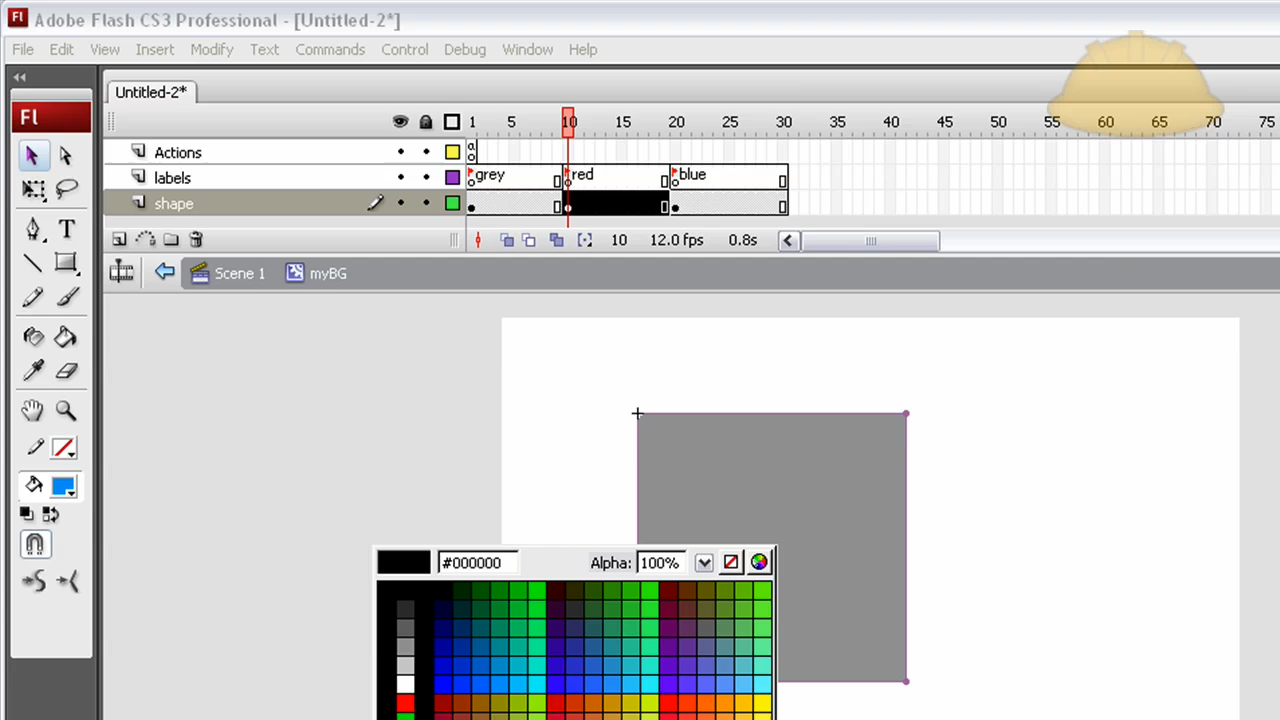 Fl Adobe Flash CS3 Professional - [Untitled-2*]
File Edit View Insert Modify Text Commands Control Debug Window Help
Untitled-2*
Fl
1 5 10 15 20 25 30 35 40 45 50 55 60 65 70 75
Actions a
labels grey red blue
shape
10 12.0 fps 0.8s
Scene 1 myBG
#000000 Alpha: 100%